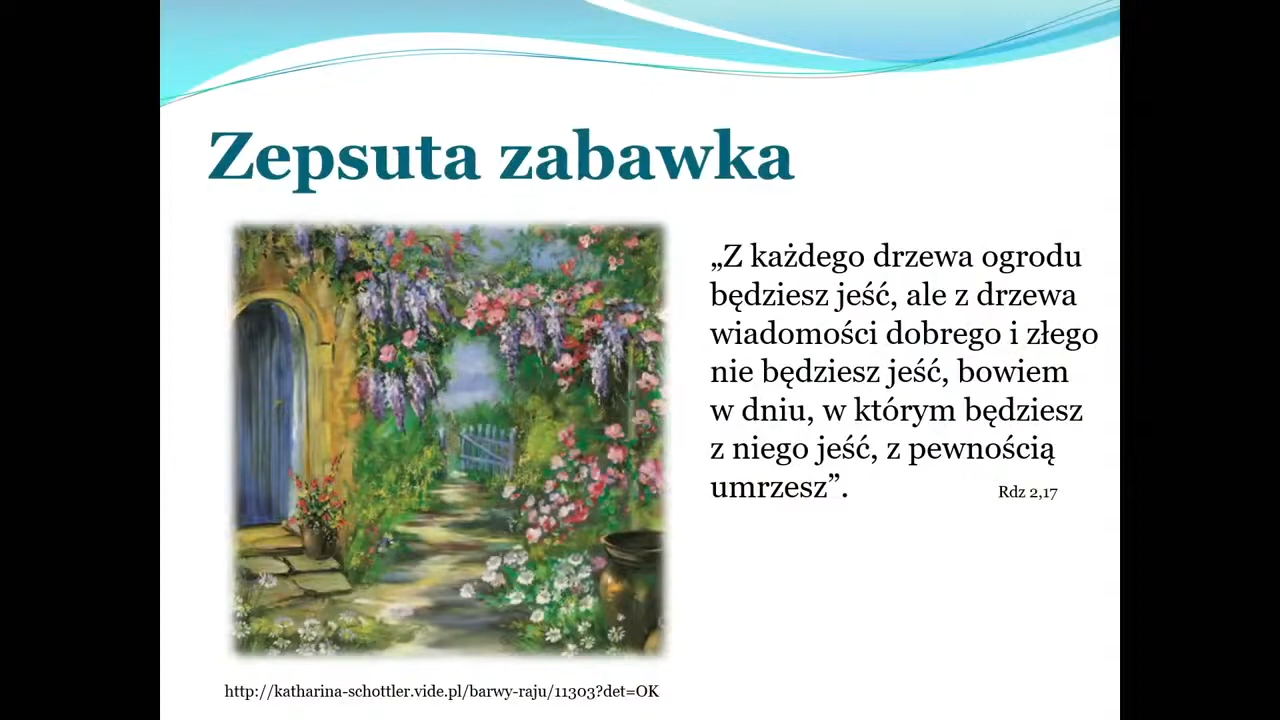 Zepsuta zabawka
„Z każdego drzewa ogrodu
będziesz jeść, ale z drzewa
wiadomości dobrego i złego
nie będziesz jeść, bowiem
w dniu, w którym będziesz
z niego jeść, z pewnością
umrzesz”. Rdz 2,17
http://katharina-schottler.vide.pl/barwy-raju/11303?det=OK